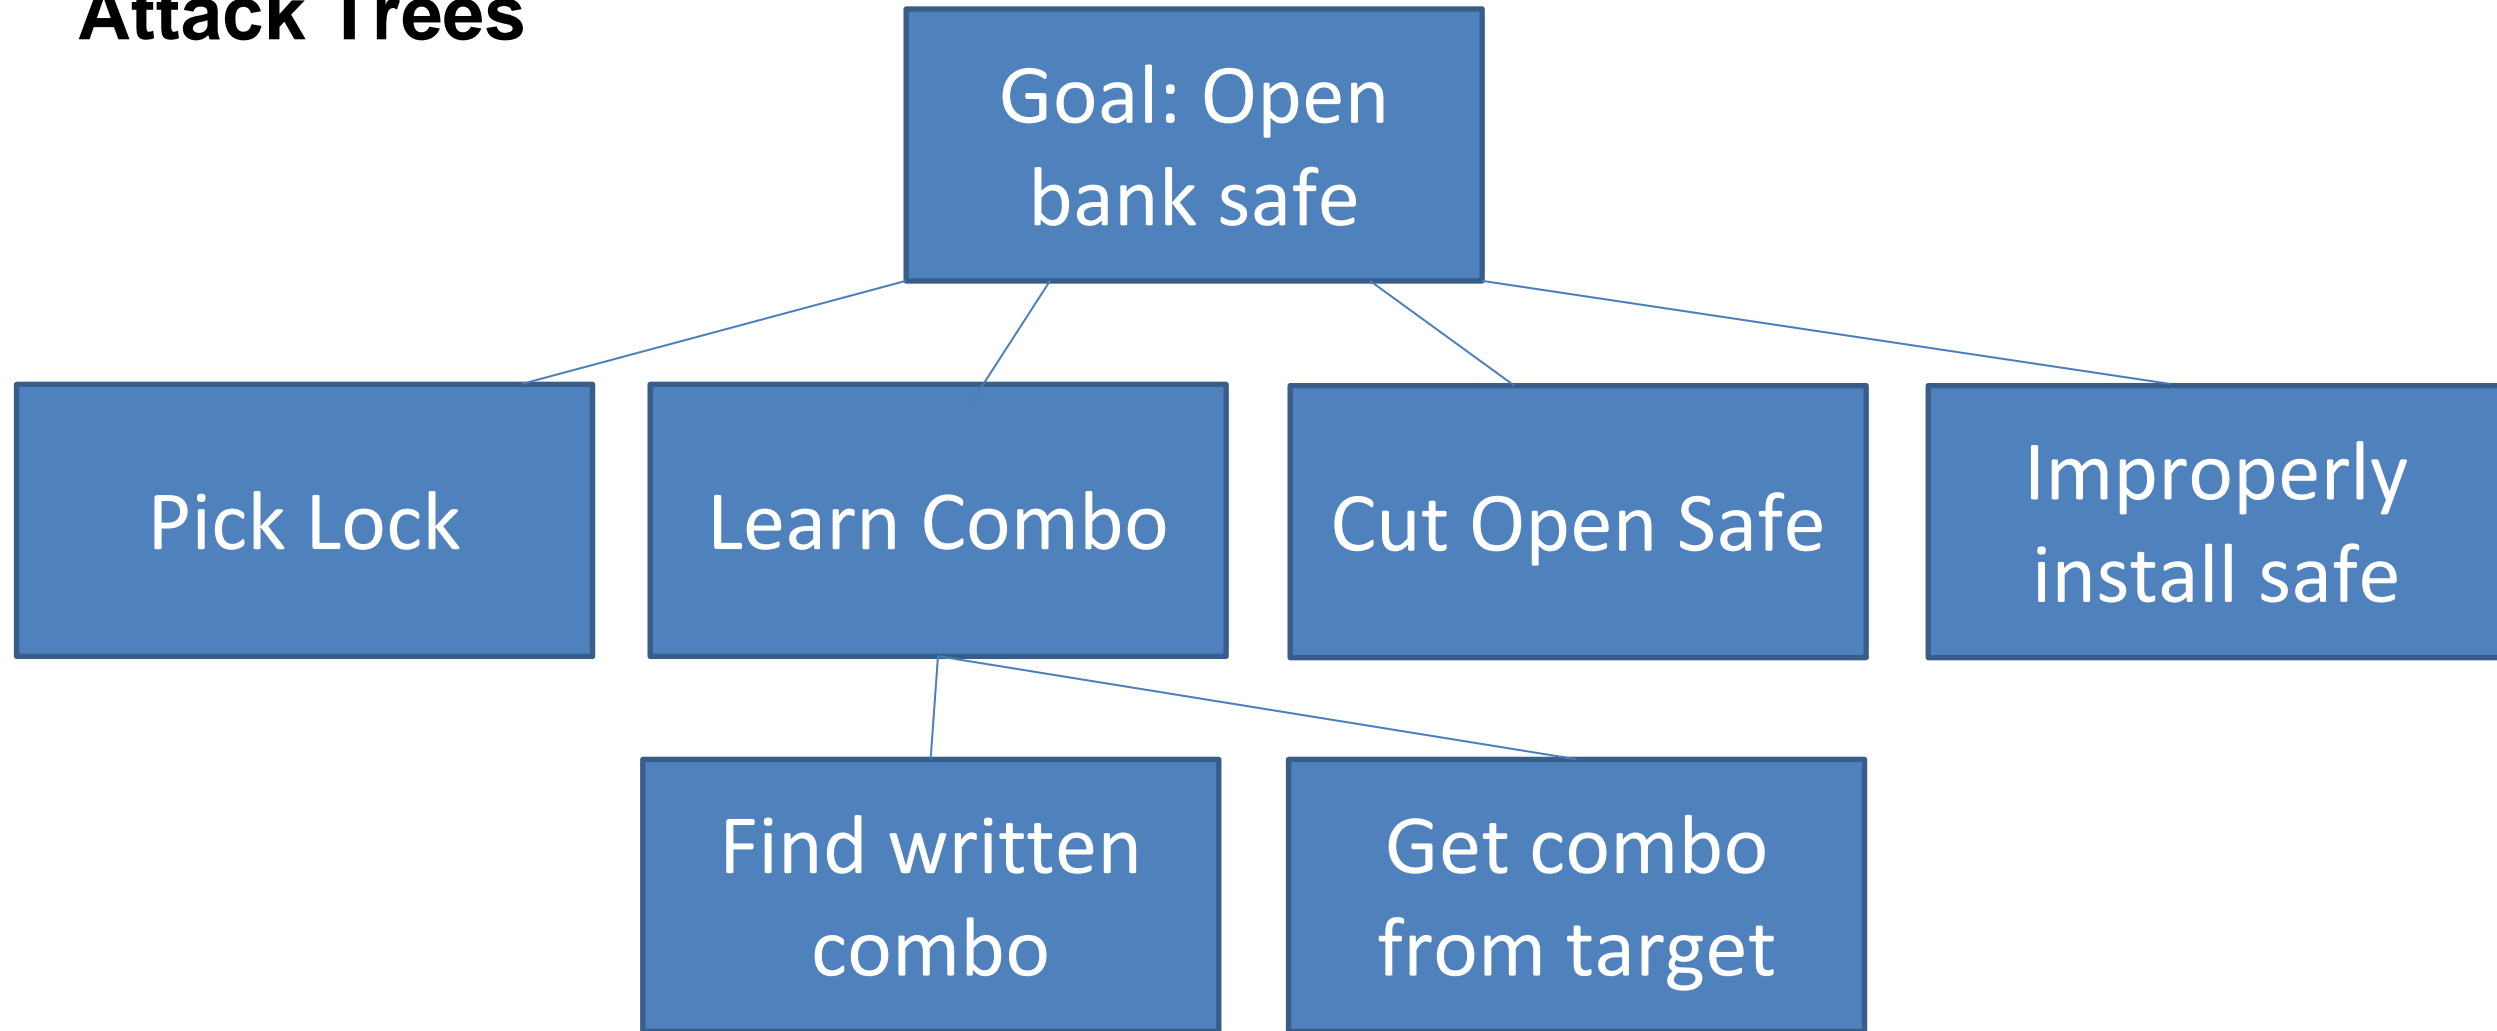 Attack Trees
Goal: Open
bank safe
Pick Lock
Learn Combo
Cut Open Safe
Improperly
install safe
Find written
combo
Get combo
from target